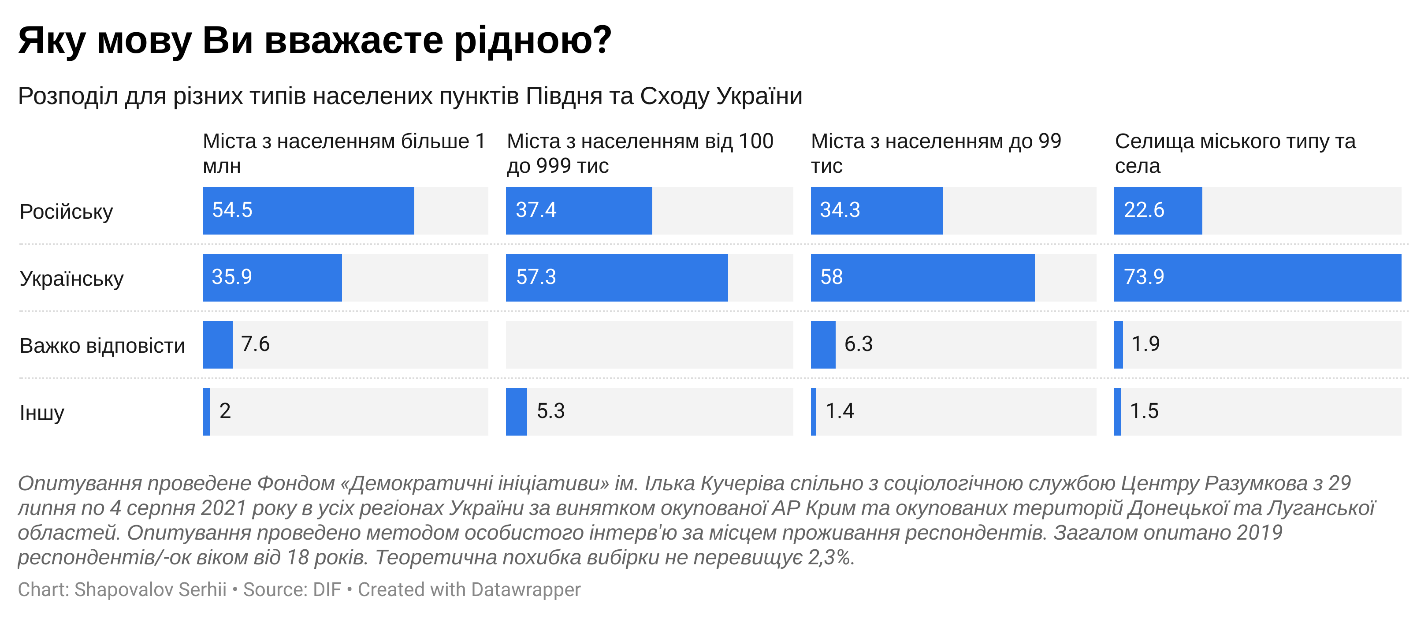 Яку мову Ви вважаєте рідною?
Розподіл для різних типів населених пунктів Півдня та Сходу України
Міста з населенням більше 1 млн
Міста з населенням від 100 до 999 тис
Міста з населенням до 99 тис
Селища міського типу та села
Російську 54.5 37.4 34.3 22.6
Українську 35.9 57.3 58 73.9
Важко відповісти 7.6 6.3 1.9
Іншу 2 5.3 1.4 1.5
Опитування проведене Фондом «Демократичні ініціативи» ім. Ілька Кучеріва спільно з соціологічною службою Центру Разумкова з 29
липня по 4 серпня 2021 року в усіх регіонах України за винятком окупованої АР Крим та окупованих територій Донецької та Луганської
областей. Опитування проведено методом особистого інтерв'ю за місцем проживання респондентів. Загалом опитано 2019
респондентів/-ок віком від 18 років. Теоретична похибка вибірки не перевищує 2,3%.
Chart: Shapovalov Serhii • Source: DIF • Created with Datawrapper